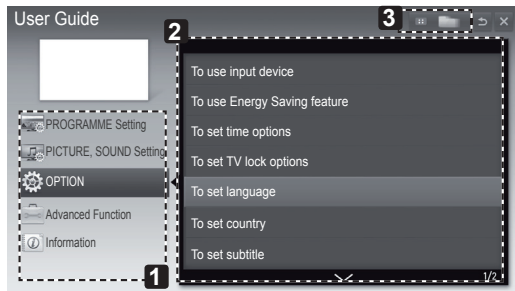 User Guide
3
2
To use input device
To use Energy Saving feature
To set time options
To set TV lock options
To set language
To set country
To set subtitle
1/2
PROGRAMME Setting
PICTURE, SOUND Setting
OPTION
Advanced Function
Information
1